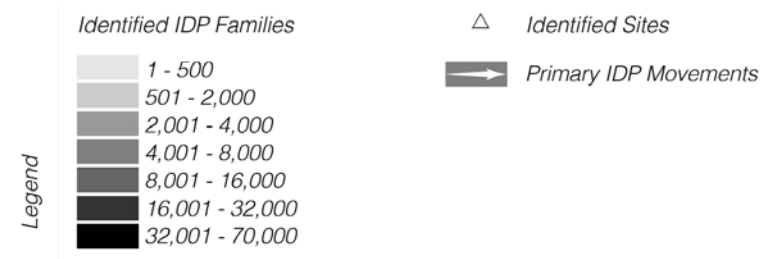 Legend
Identified IDP Families
1 - 500
501 - 2,000
2,001 - 4,000
4,001 - 8,000
8,001 - 16,000
16,001 - 32,000
32,001 - 70,000
Identified Sites
Primary IDP Movements